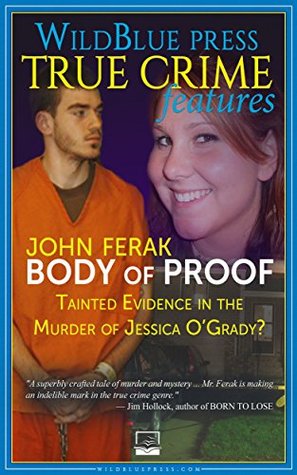 WILDBLUE PRESS
TRUE CRIME
features
JOHN FERAK
BODY OF PROOF
TAINTED EVIDENCE IN THE
MURDER OF JESSICA O'GRADY?
"A superbly crafted tale of murder and mystery ... Mr. Ferak is making
an indelible mark in the true crime genre."
— Jim Hollock, author of BORN TO LOSE
WILDBLUEPRESS.COM